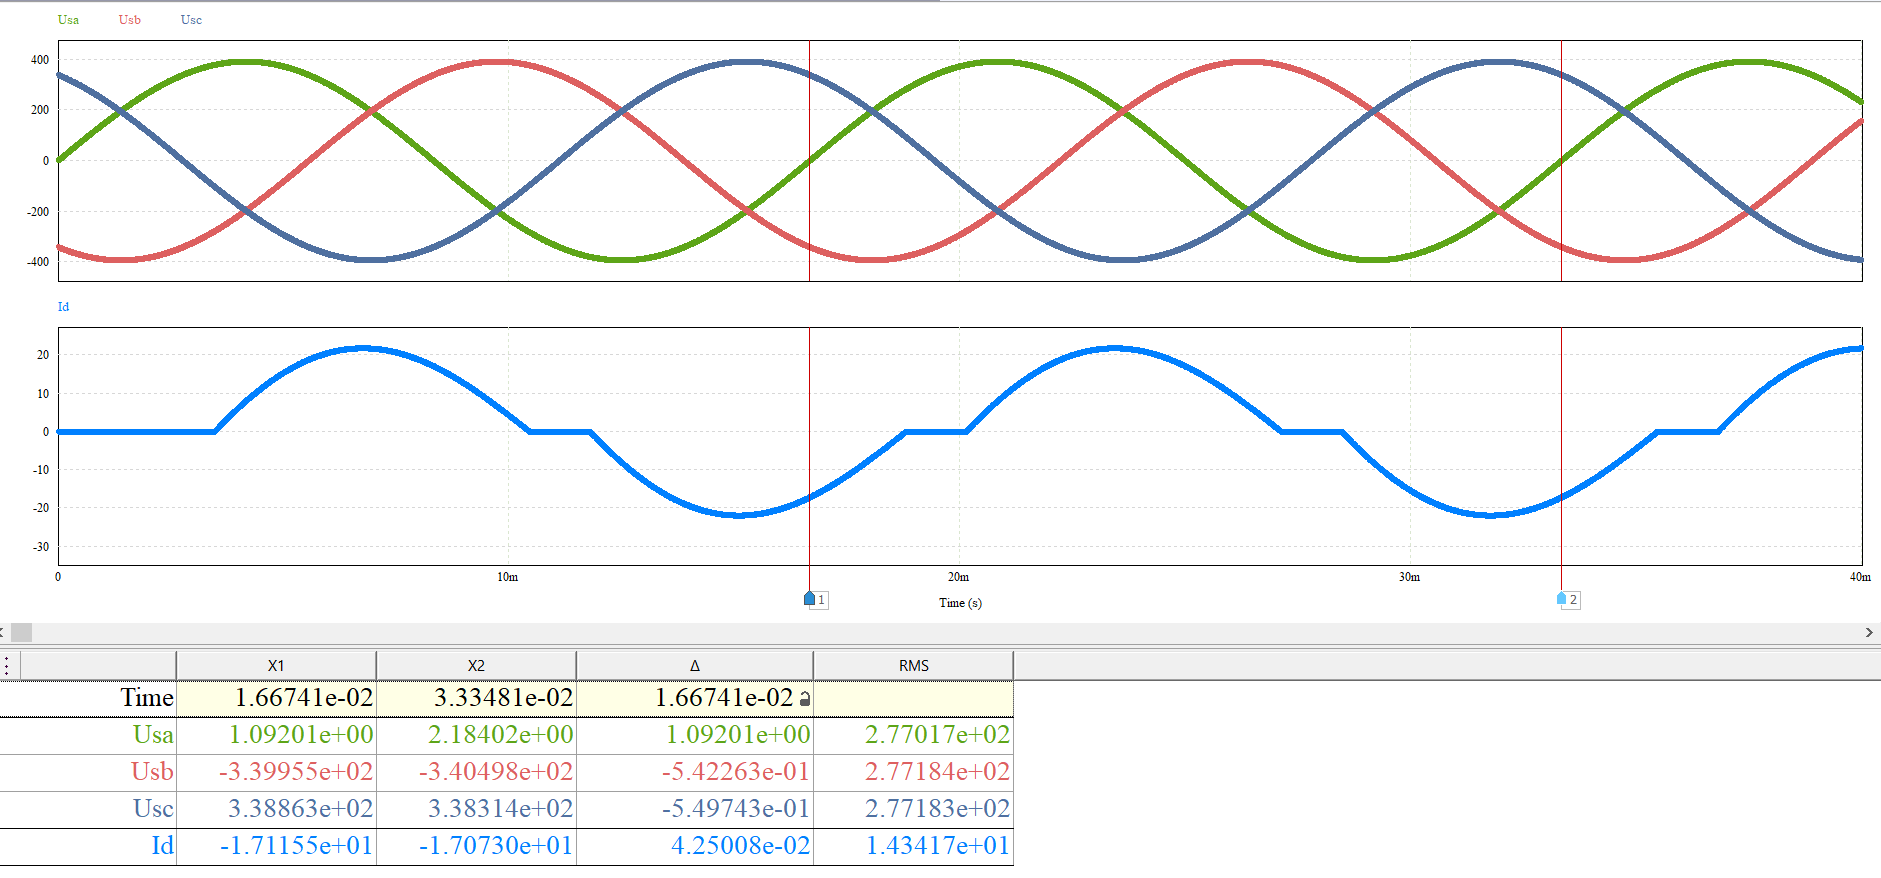 Usa Usb Usc
400
200
0
-200
-400
Id
20
10
0
-10
-20
-30
0 10m 20m 30m 40m
1 2
Time (s)
X1 X2 Δ RMS
Time 1.66741e-02 3.33481e-02 1.66741e-02
Usa 1.09201e+00 2.18402e+00 1.09201e+00 2.77017e+02
Usb -3.39955e+02 -3.40498e+02 -5.42263e-01 2.77184e+02
Usc 3.38863e+02 3.38314e+02 -5.49743e-01 2.77183e+02
Id -1.71155e+01 -1.70730e+01 4.25008e-02 1.43417e+01